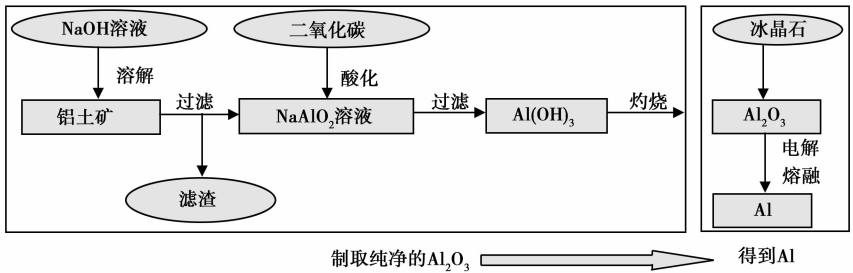 NaOH溶液
二氧化碳
冰晶石
溶解
酸化
铝土矿
过滤
NaAlO₂溶液
过滤
Al(OH)₃
灼烧
Al₂O₃
电解
熔融
滤渣
Al
制取纯净的Al₂O₃
得到Al